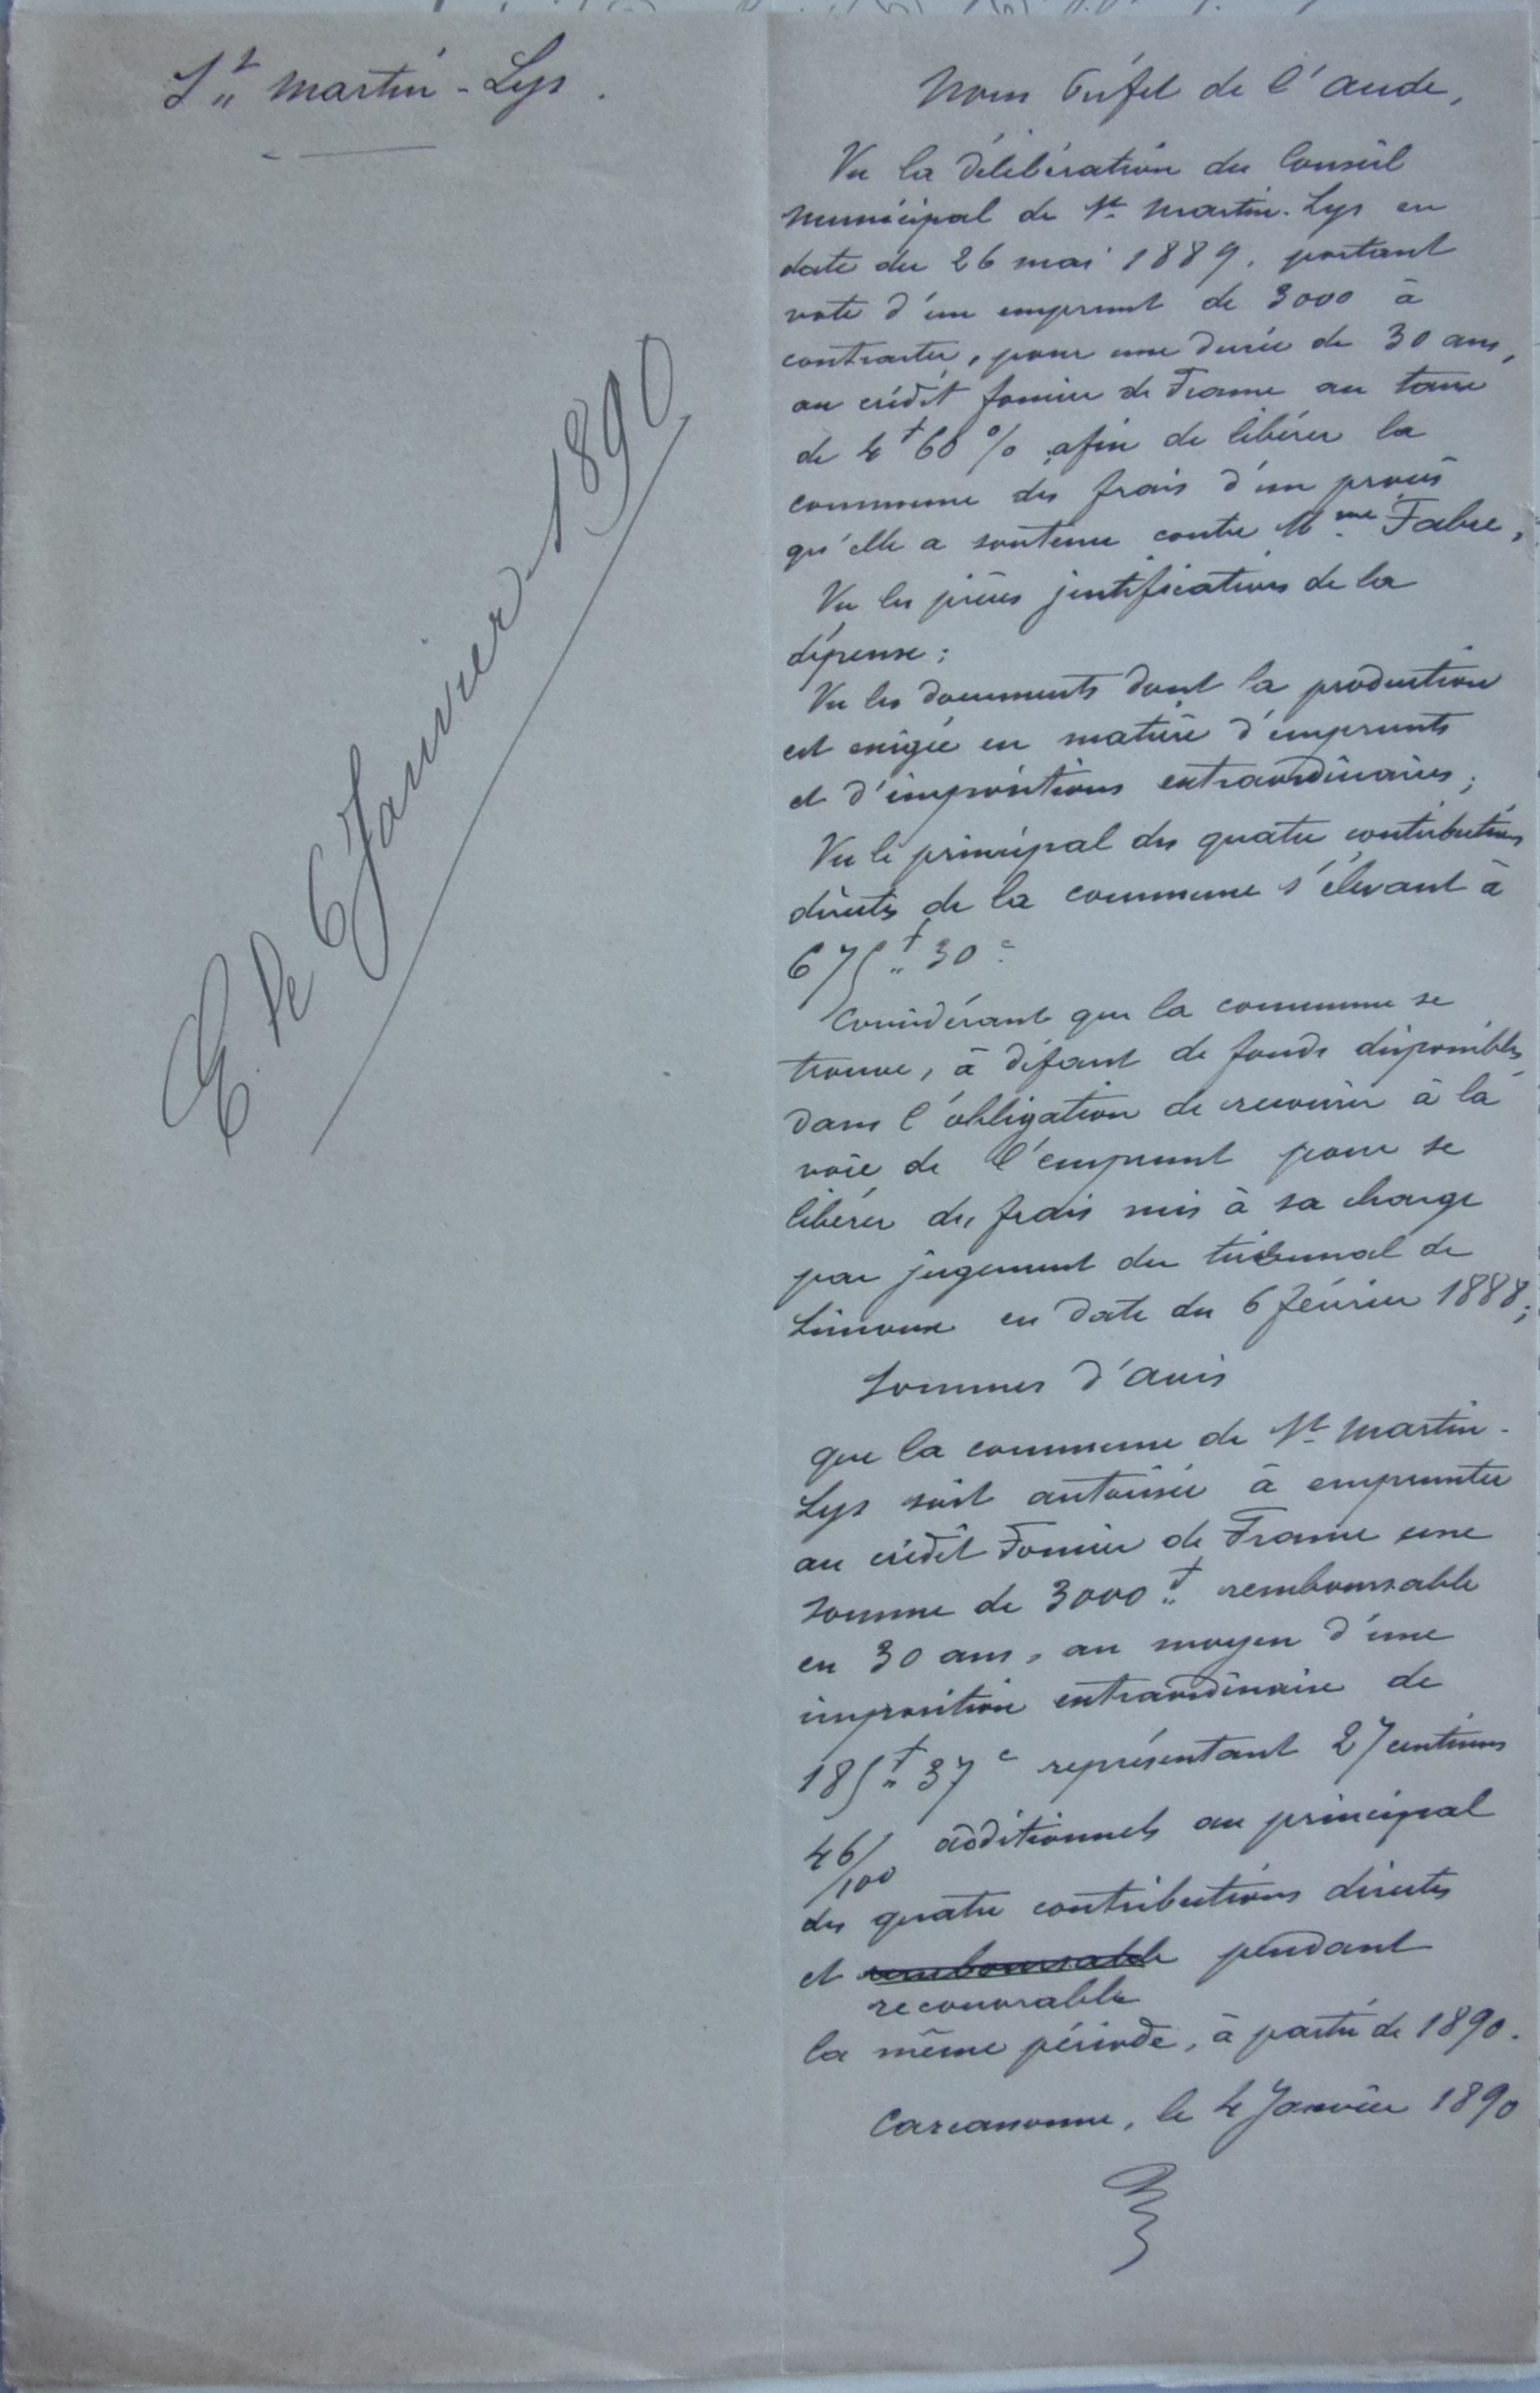 St Martin-Lys.
E. le 6 Janvier 1890
Nous Préfet de l'Aude,
Vu la délibération du Conseil
municipal de St Martin-Lys en
date du 26 mai 1889, portant
vote d'un emprunt de 3000 à
contracter, pour une durée de 30 ans,
au crédit foncier de France au taux
de 4f 60 % afin de libérer la
commune des frais d'un procès
qu'elle a soutenu contre Mme Fabre,
Vu les pièces justificatives de la
dépense;
Vu les documents dont la production
est exigée en matière d'emprunts
et d'impositions extraordinaires;
Vu le principal des quatre contributions
directes de la commune s'élevant à
675f 30c
Considérant que la commune se
trouve, à défaut de fonds disponibles,
dans l'obligation de recourir à la
voie de l'emprunt pour se
libérer des frais mis à sa charge
par jugement du tribunal de
Limoux en date du 6 février 1888;
Sommes d'avis
que la commune de St Martin-
Lys soit autorisée à emprunter
au crédit Foncier de France une
somme de 3000f remboursable
en 30 ans, au moyen d'une
imposition extraordinaire de
185f 37c représentant 27 centimes
46/100 additionnels au principal
des quatre contributions directes
et remboursable pendant
recouvrable
la même période, à partir de 1890.
Carcassonne, le 4 Janvier 1890